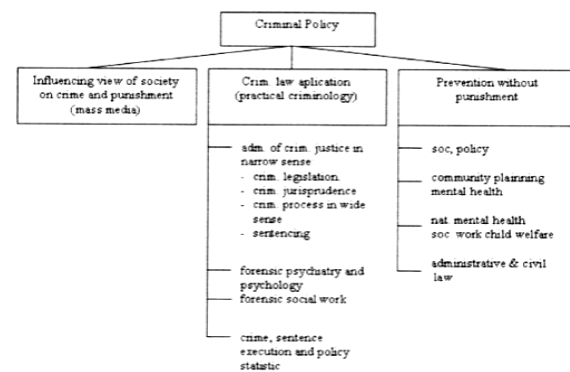 Criminal Policy
Influencing view of society
on crime and punishment
(mass media)
Crim. law aplication
(practical criminology)
Prevention without
punishment
adm. of crim. justice in
narrow sense
- crim. legislation.
- crim. jurisprudence
- crim. process in wide
sense
- sentencing
forensic psychiatry and
psychology
forensic social work
crime, sentence
execution and policy
statistic
soc, policy
community plainning
mental health
nat. mental health
soc. work child welfare
administrative & civil
law